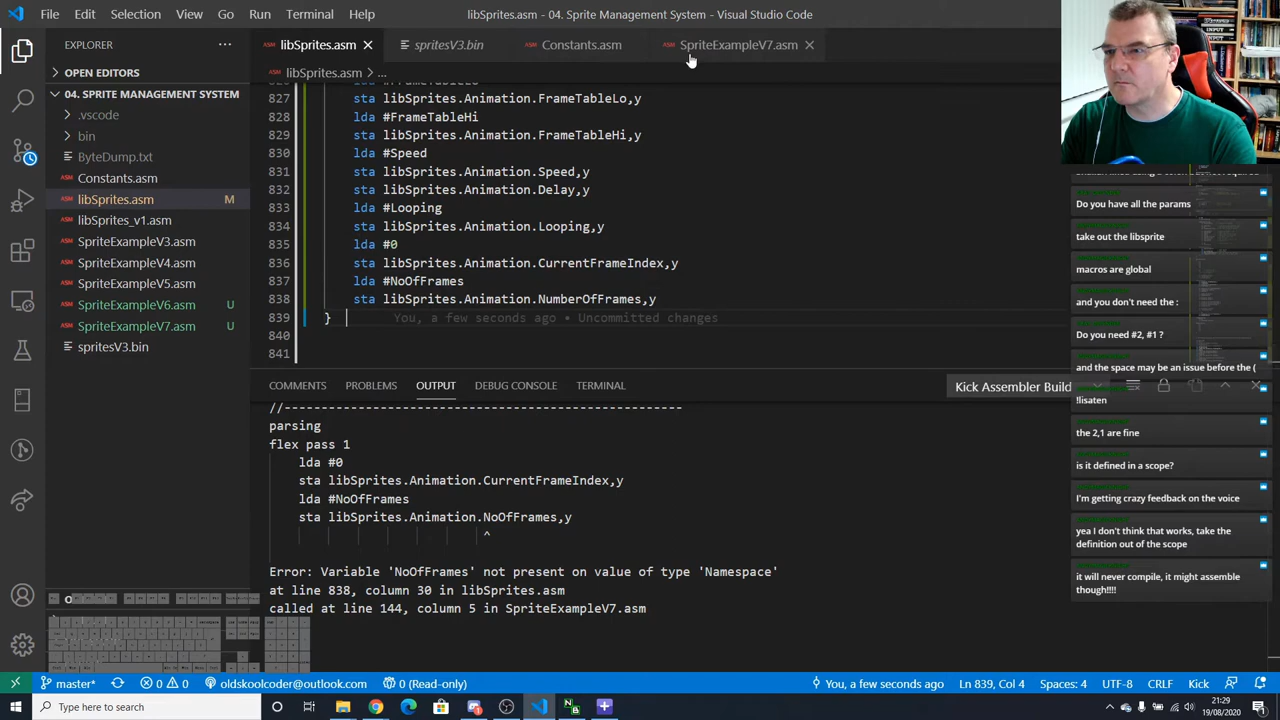 File Edit Selection View Go Run Terminal Help
libSprites.asm - 04. Sprite Management System - Visual Studio Code
EXPLORER
OPEN EDITORS
04. SPRITE MANAGEMENT SYSTEM
.vscode
bin
ByteDump.txt
Constants.asm
libSprites.asm M
libSprites_v1.asm
SpriteExampleV3.asm
SpriteExampleV4.asm
SpriteExampleV5.asm
SpriteExampleV6.asm U
SpriteExampleV7.asm U
spritesV3.bin
ASM libSprites.asm
ASM spritesV3.bin
ASM Constants.asm
ASM SpriteExampleV7.asm
ASM libSprites.asm > ...
827 sta libSprites.Animation.FrameTableLo,y
828 lda #FrameTableHi
829 sta libSprites.Animation.FrameTableHi,y
830 lda #Speed
831 sta libSprites.Animation.Speed,y
832 sta libSprites.Animation.Delay,y
833 lda #Looping
834 sta libSprites.Animation.Looping,y
835 lda #0
836 sta libSprites.Animation.CurrentFrameIndex,y
837 lda #NoOfFrames
838 sta libSprites.Animation.NumberOfFrames,y
839 } You, a few seconds ago • Uncommitted changes
840
841
COMMENTS PROBLEMS OUTPUT DEBUG CONSOLE TERMINAL
Kick Assembler Build
//------------------------------------------------------
parsing
flex pass 1
lda #0
sta libSprites.Animation.CurrentFrameIndex,y
lda #NoOfFrames
sta libSprites.Animation.NoOfFrames,y
^
Error: Variable 'NoOfFrames' not present on value of type 'Namespace'
at line 838, column 30 in libSprites.asm
called at line 144, column 5 in SpriteExampleV7.asm
Do you have all the params
take out the libsprite
macros are global
and you don't need the :
Do you need #2, #1 ?
and the space may be an issue before the (
!lisaten
the 2,1 are fine
is it defined in a scope?
I'm getting crazy feedback on the voice
yea I don't think that works, take the
definition out of the scope
it will never compile, it might assemble
though!!!!
master* 0 0 oldskoolcoder@outlook.com 0 (Read-only)
You, a few seconds ago Ln 839, Col 4 Spaces: 4 UTF-8 CRLF Kick
Type here to search
21:29
19/08/2020